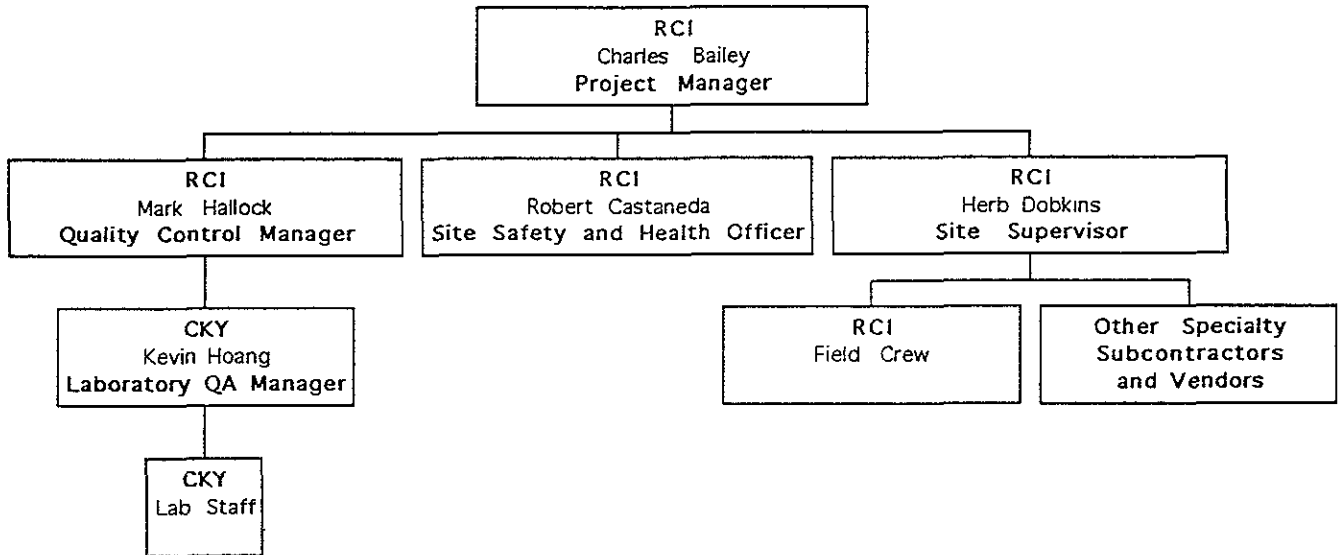 RCI
Charles Bailey
Project Manager
RCI
Mark Hallock
Quality Control Manager
RCI
Robert Castaneda
Site Safety and Health Officer
RCI
Herb Dobkins
Site Supervisor
CKY
Kevin Hoang
Laboratory QA Manager
RCI
Field Crew
Other Specialty
Subcontractors
and Vendors
CKY
Lab Staff